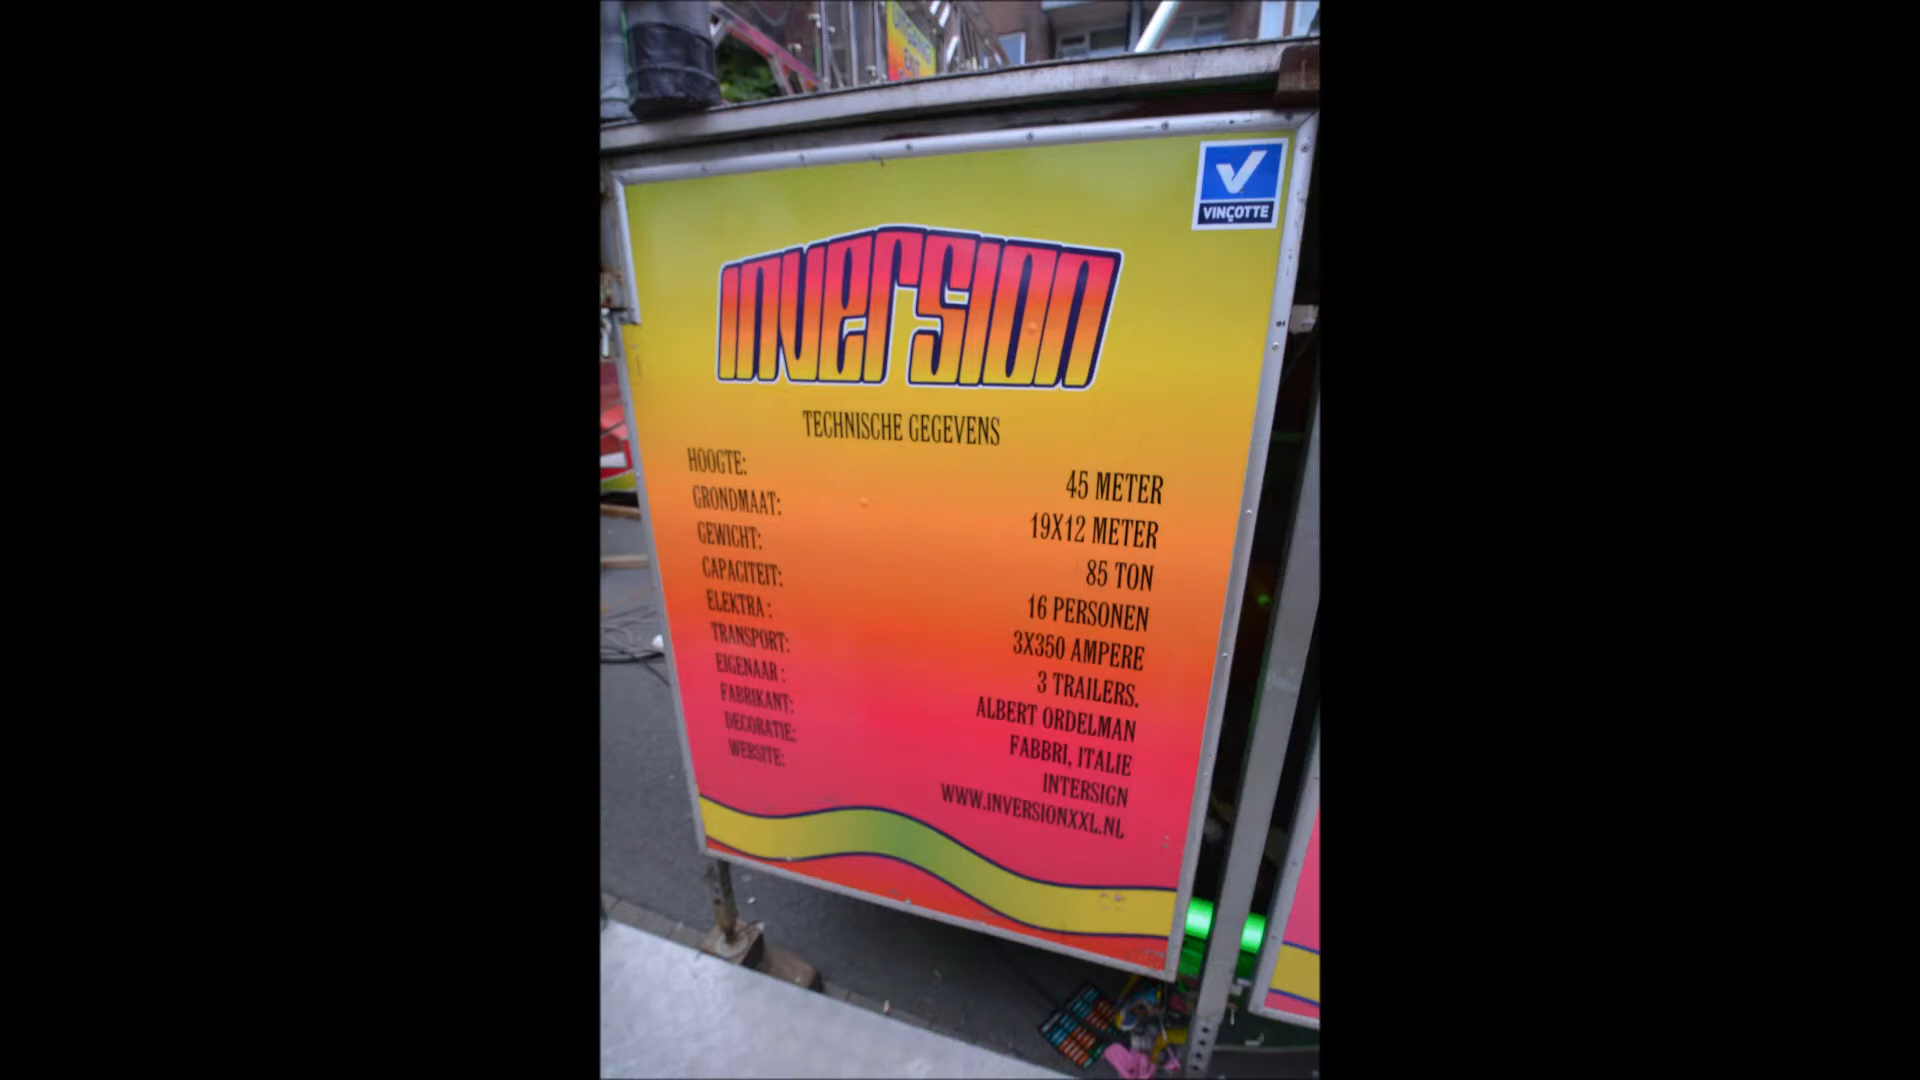 VINÇOTTE
INVERSION
TECHNISCHE GEGEVENS
HOOGTE: 45 METER
GRONDMAAT: 19X12 METER
GEWICHT: 85 TON
CAPACITEIT: 16 PERSONEN
ELEKTRA : 3X350 AMPERE
TRANSPORT: 3 TRAILERS.
EIGENAAR : ALBERT ORDELMAN
FABRIKANT: FABBRI, ITALIE
DECORATIE: INTERSIGN
WEBSITE: WWW.INVERSIONXXL.NL